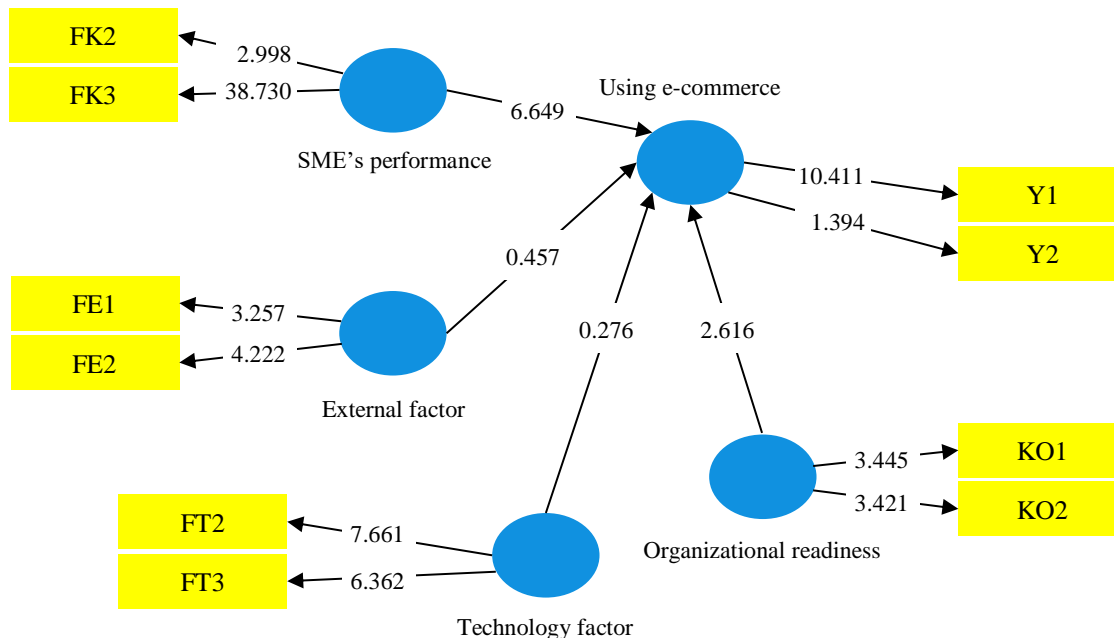 FK2
2.998
FK3
38.730
SME's performance
Using e-commerce
6.649
10.411
Y1
1.394
Y2
0.457
FE1
3.257
FE2
4.222
External factor
0.276
2.616
KO1
3.445
KO2
3.421
Organizational readiness
FT2
7.661
FT3
6.362
Technology factor